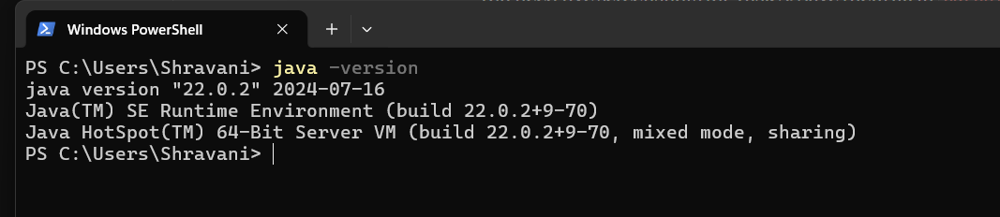 Windows PowerShell
PS C:\Users\Shravani> java -version
java version "22.0.2" 2024-07-16
Java(TM) SE Runtime Environment (build 22.0.2+9-70)
Java HotSpot(TM) 64-Bit Server VM (build 22.0.2+9-70, mixed mode, sharing)
PS C:\Users\Shravani>